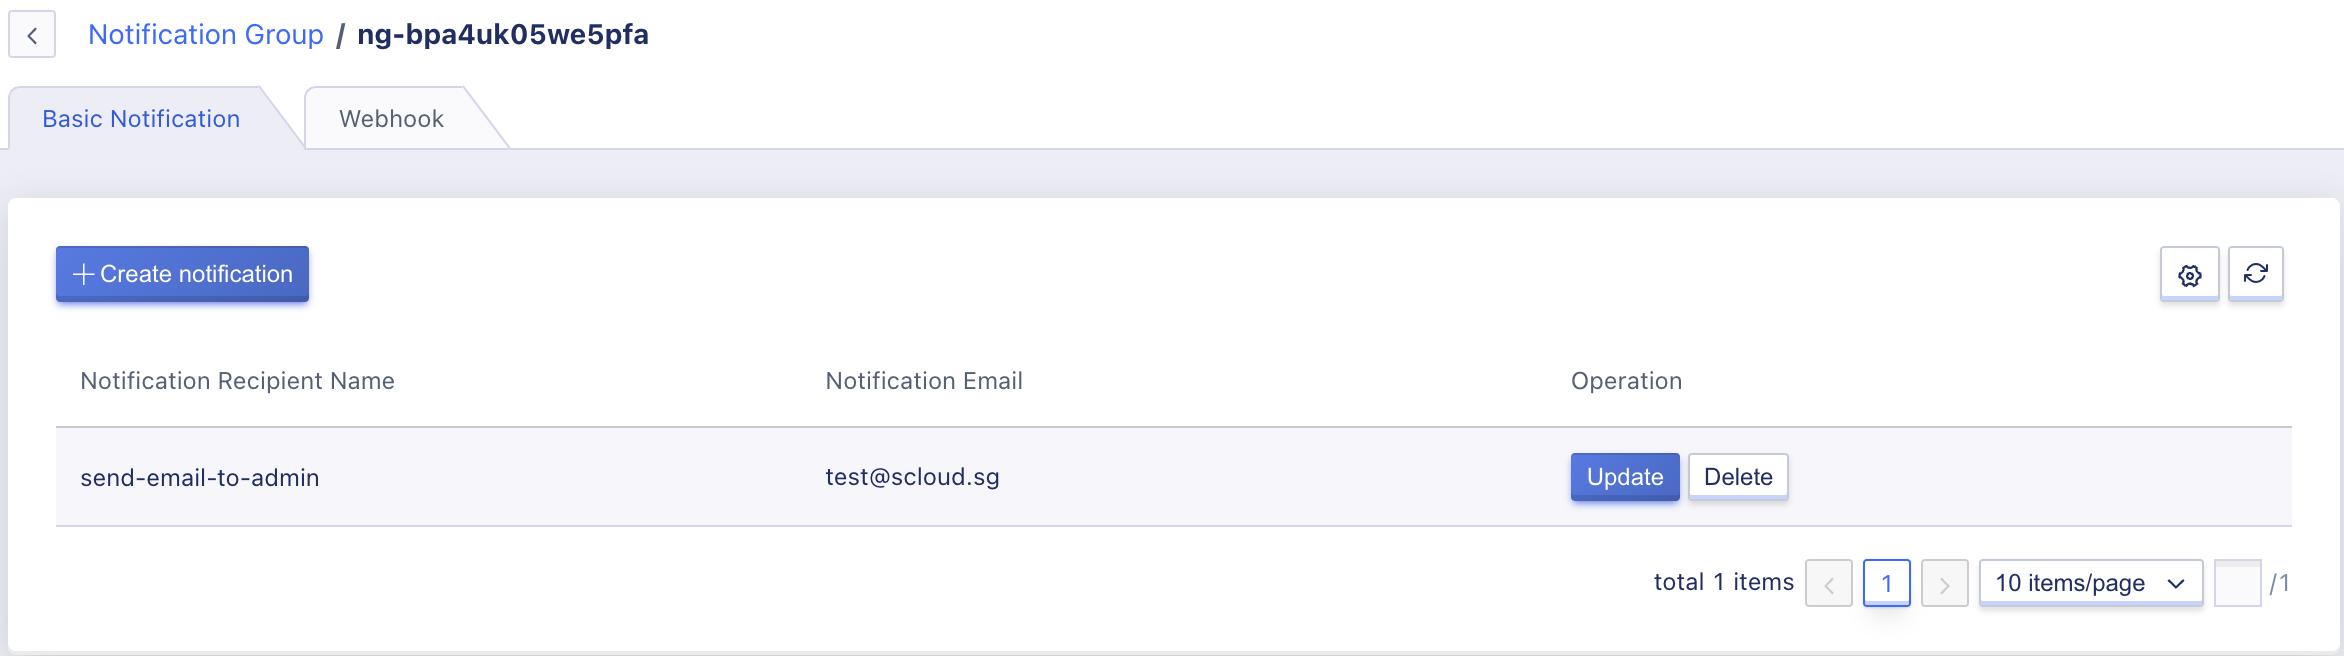 Notification Group / ng-bpa4uk05we5pfa
Basic Notification Webhook
Create notification
Notification Recipient Name Notification Email Operation
send-email-to-admin test@scloud.sg Update Delete
total 1 items 1 10 items/page /1